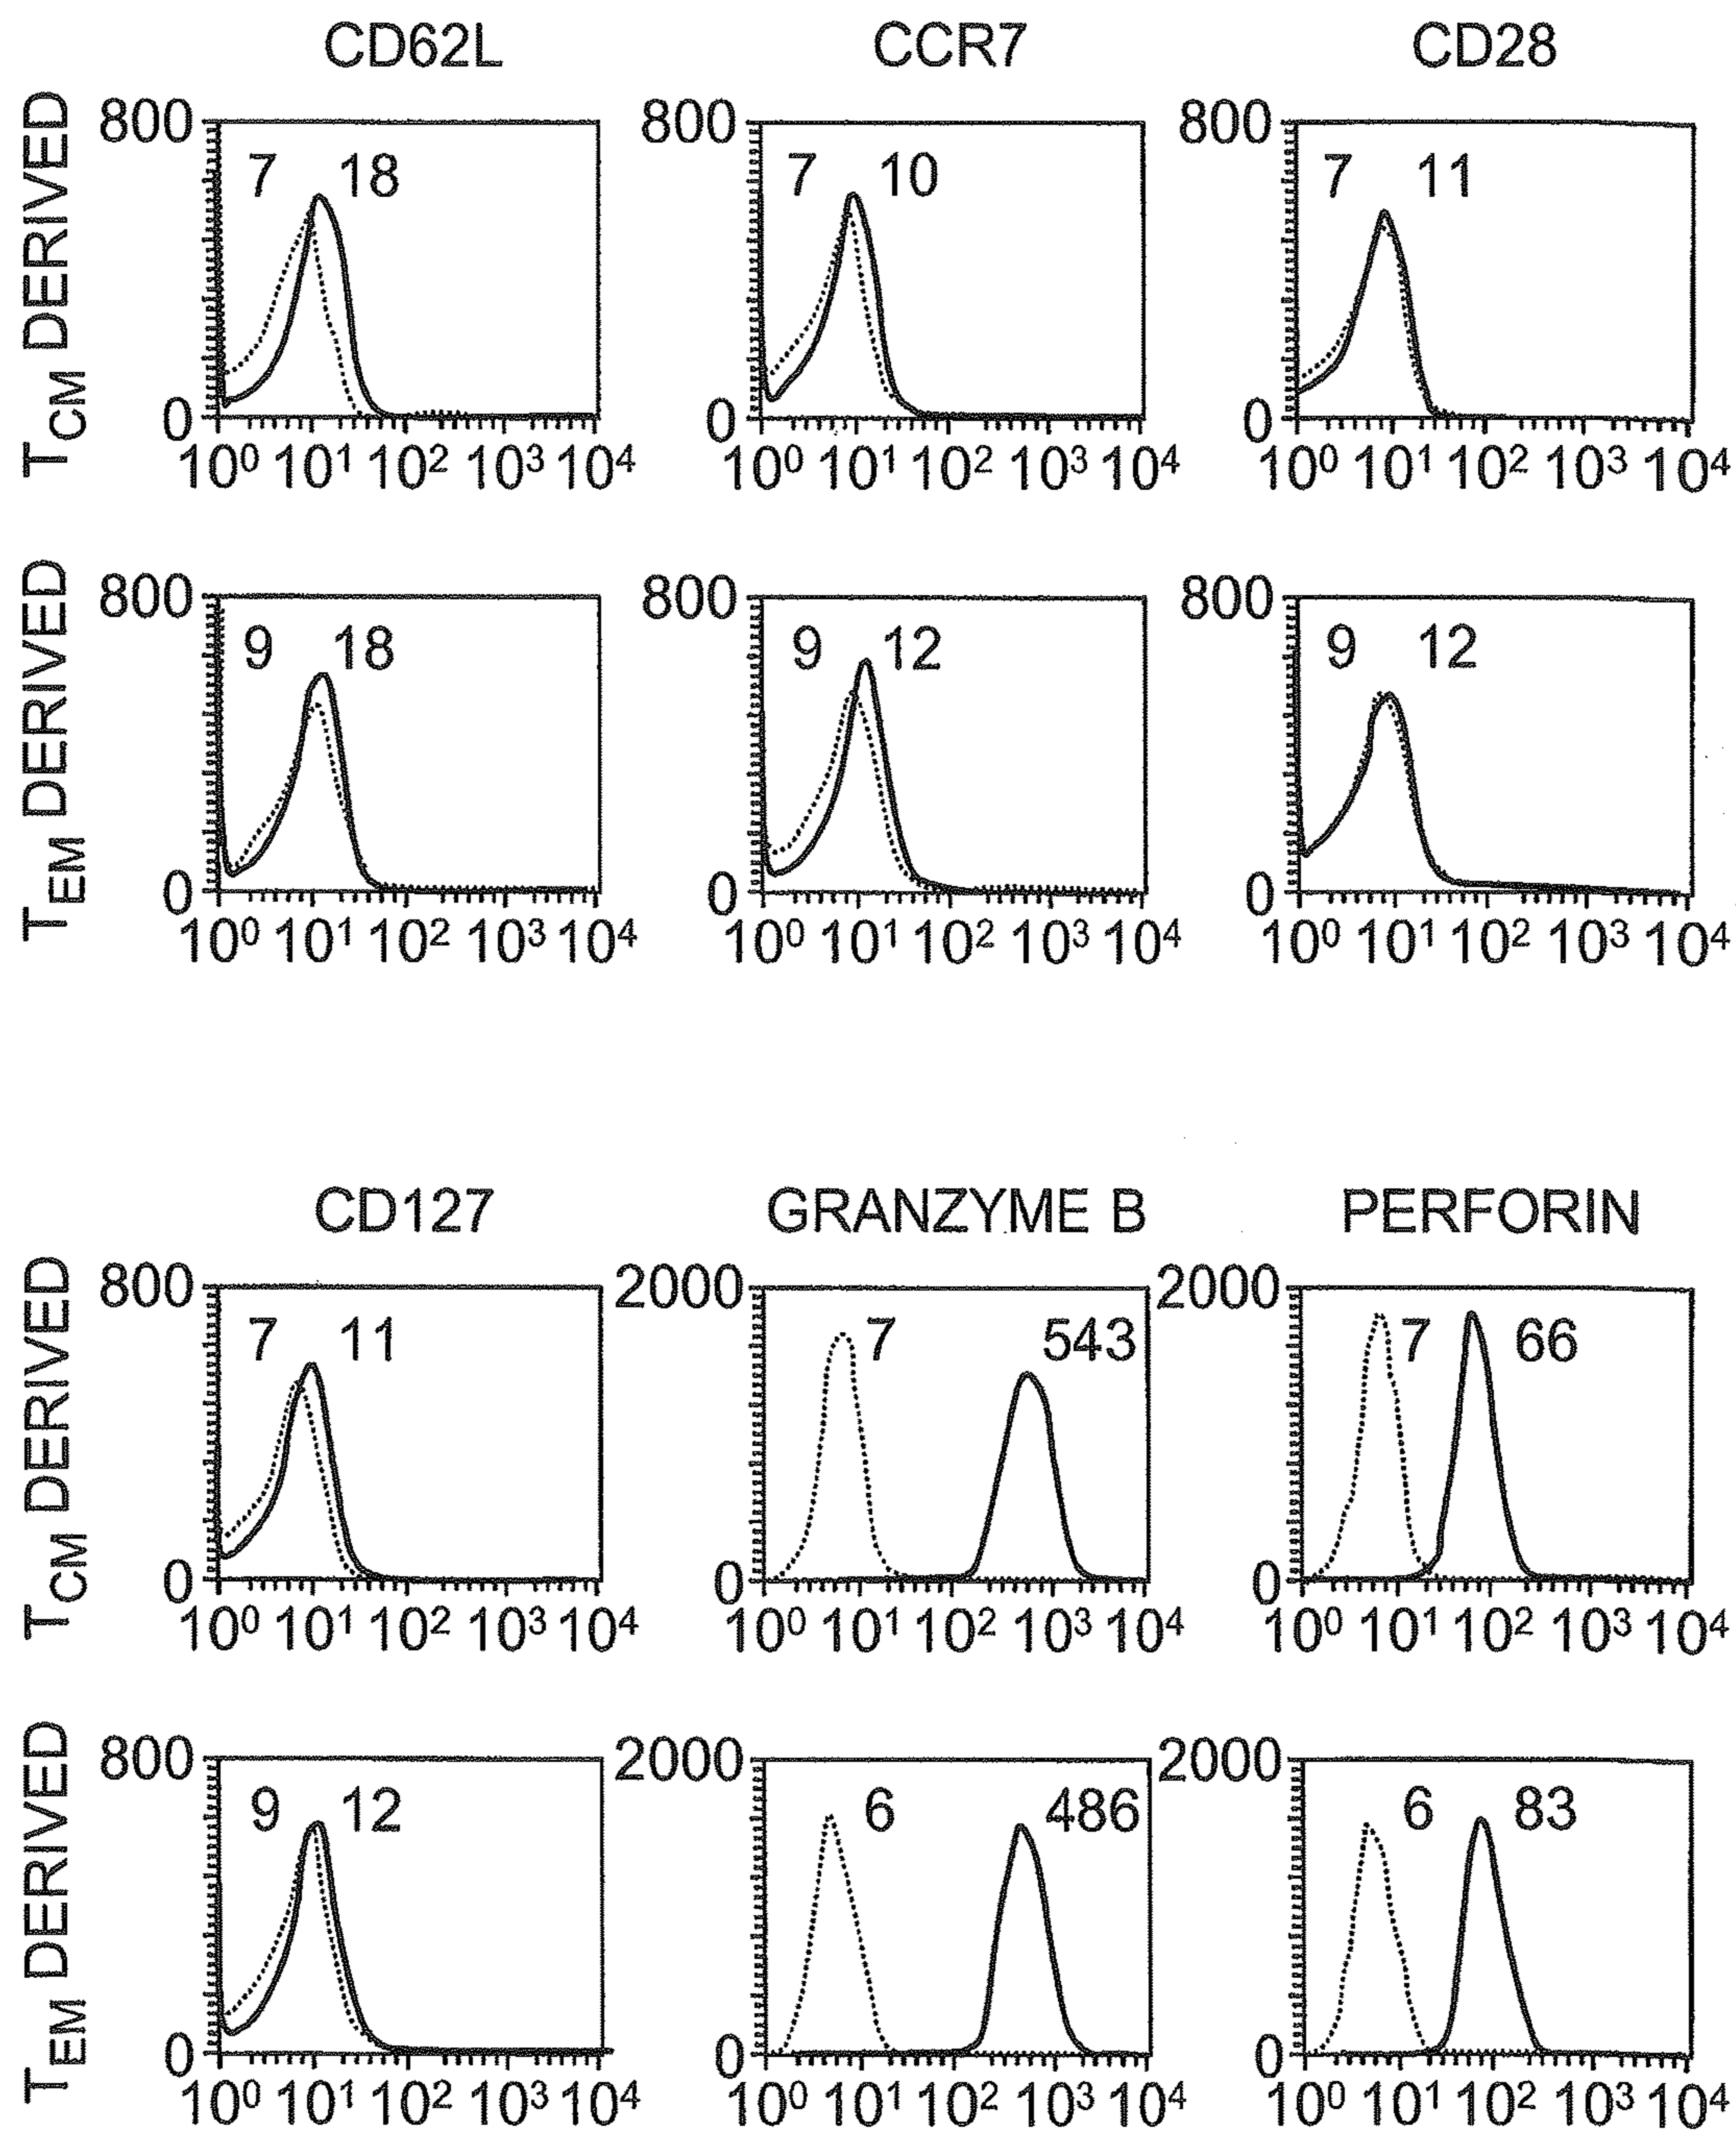 CD62L CCR7 CD28
T_CM DERIVED
800 800 800
7 18 7 10 7 11
0 0 0
10⁰ 10¹ 10² 10³ 10⁴ 10⁰ 10¹ 10² 10³ 10⁴ 10⁰ 10¹ 10² 10³ 10⁴
T_EM DERIVED
800 800 800
9 18 9 12 9 12
0 0 0
10⁰ 10¹ 10² 10³ 10⁴ 10⁰ 10¹ 10² 10³ 10⁴ 10⁰ 10¹ 10² 10³ 10⁴
CD127 GRANZYME B PERFORIN
T_CM DERIVED
800 2000 2000
7 11 7 543 7 66
0 0 0
10⁰ 10¹ 10² 10³ 10⁴ 10⁰ 10¹ 10² 10³ 10⁴ 10⁰ 10¹ 10² 10³ 10⁴
T_EM DERIVED
800 2000 2000
9 12 6 486 6 83
0 0 0
10⁰ 10¹ 10² 10³ 10⁴ 10⁰ 10¹ 10² 10³ 10⁴ 10⁰ 10¹ 10² 10³ 10⁴